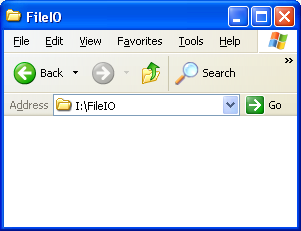 FileIO
File Edit View Favorites Tools Help
Back Search
Address I:\FileIO Go